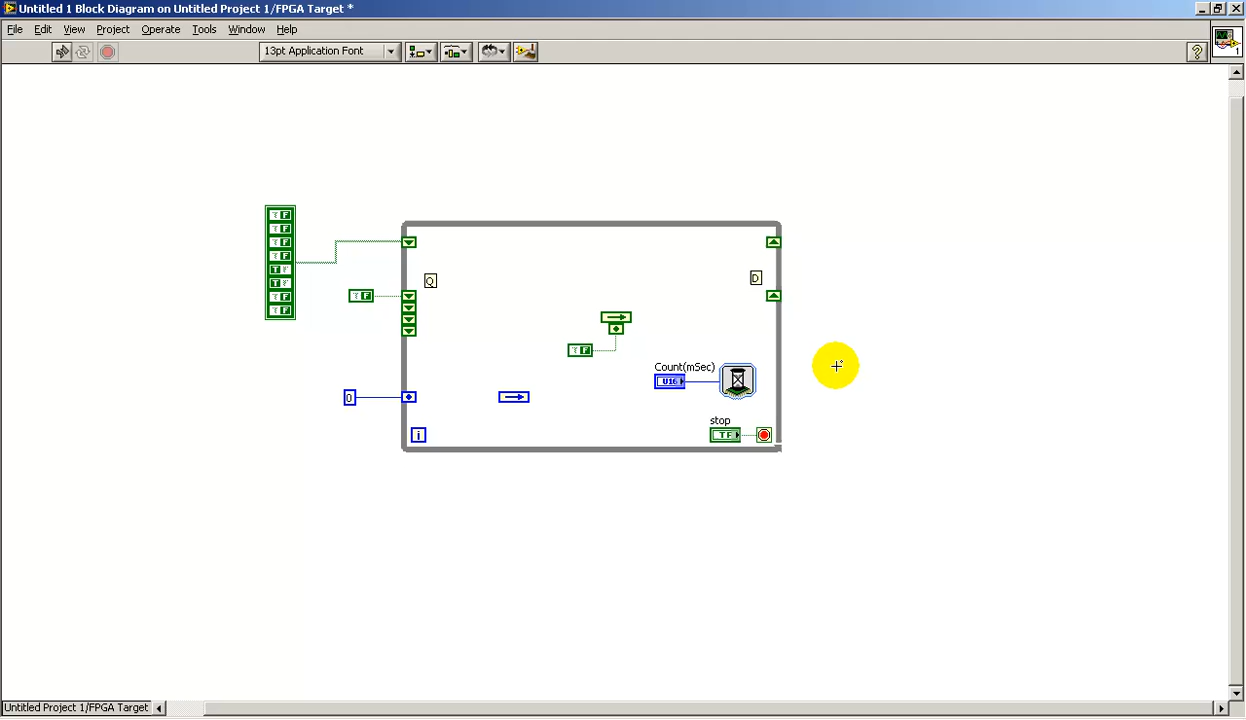 Untitled 1 Block Diagram on Untitled Project 1/FPGA Target *
File Edit View Project Operate Tools Window Help
13pt Application Font
?
1
F
F
F
F
T
T
F
F
Q
D
F
F
Count(mSec)
U16
0
stop
i
TF
Untitled Project 1/FPGA Target